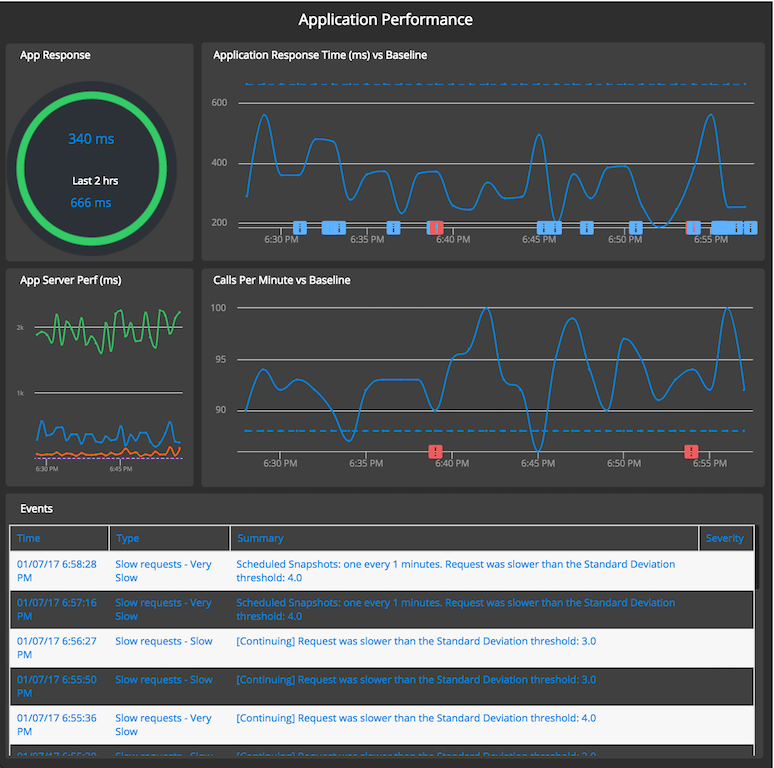 Application Performance
App Response
340 ms
Last 2 hrs
666 ms
Application Response Time (ms) vs Baseline
600
400
200
6:30 PM 6:35 PM 6:40 PM 6:45 PM 6:50 PM 6:55 PM
App Server Perf (ms)
2k
1k
6:30 PM 6:45 PM
Calls Per Minute vs Baseline
100
95
90
6:30 PM 6:35 PM 6:40 PM 6:45 PM 6:50 PM 6:55 PM
Events
Time Type Summary Severity
01/07/17 6:58:28 Slow requests - Very Scheduled Snapshots: one every 1 minutes. Request was slower than the Standard Deviation
PM Slow threshold: 4.0
01/07/17 6:57:16 Slow requests - Very Scheduled Snapshots: one every 1 minutes. Request was slower than the Standard Deviation
PM Slow threshold: 4.0
01/07/17 6:56:27 Slow requests - Slow [Continuing] Request was slower than the Standard Deviation threshold: 3.0
PM
01/07/17 6:55:50 Slow requests - Slow [Continuing] Request was slower than the Standard Deviation threshold: 3.0
PM
01/07/17 6:55:36 Slow requests - Very [Continuing] Request was slower than the Standard Deviation threshold: 4.0
PM Slow